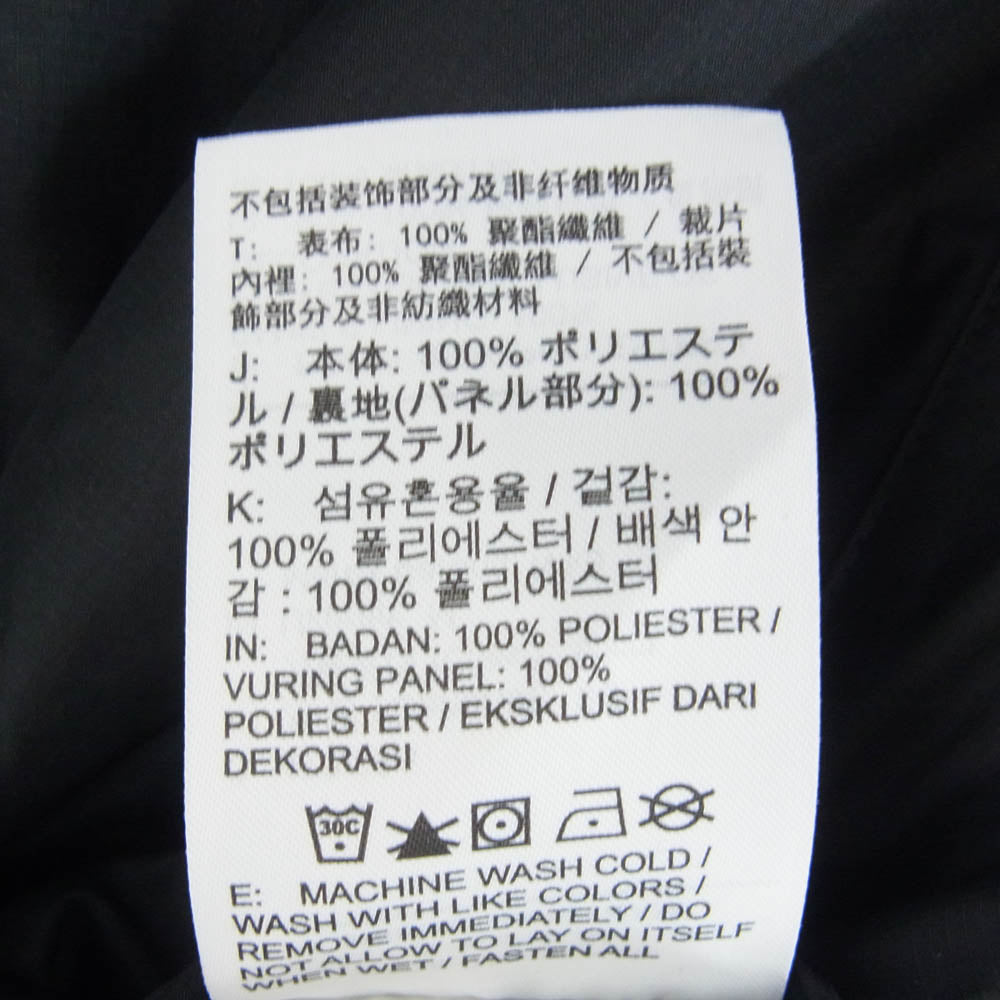 不包括装饰部分及非纤维物质
T: 表布: 100% 聚酯纖維 / 裁片
內裡: 100% 聚酯纖維 / 不包括裝
飾部分及非紡織材料
J: 本体: 100% ポリエステ
ル / 裏地(パネル部分): 100%
ポリエステル
K: 섬유혼용율 / 겉감:
100% 폴리에스터 / 배색 안
감 : 100% 폴리에스터
IN: BADAN: 100% POLIESTER /
VURING PANEL: 100%
POLIESTER / EKSKLUSIF DARI
DEKORASI
30C
E: MACHINE WASH COLD /
WASH WITH LIKE COLORS /
REMOVE IMMEDIATELY / DO
NOT ALLOW TO LAY ON ITSELF
WHEN WET / FASTEN ALL